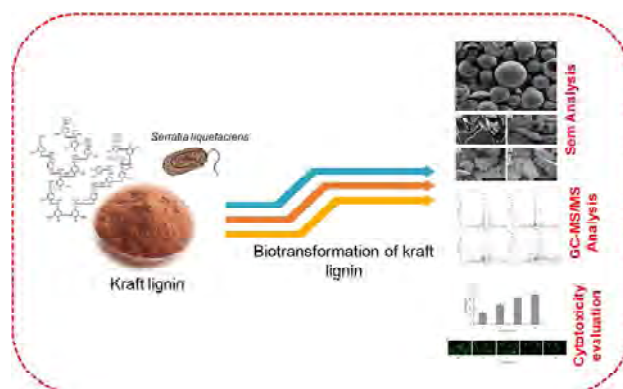 Serratia liquefaciens
Kraft lignin
Biotransformation of kraft
lignin
Sem Analysis
GC-MS/MS
Analysis
Cytotoxicity
evaluation